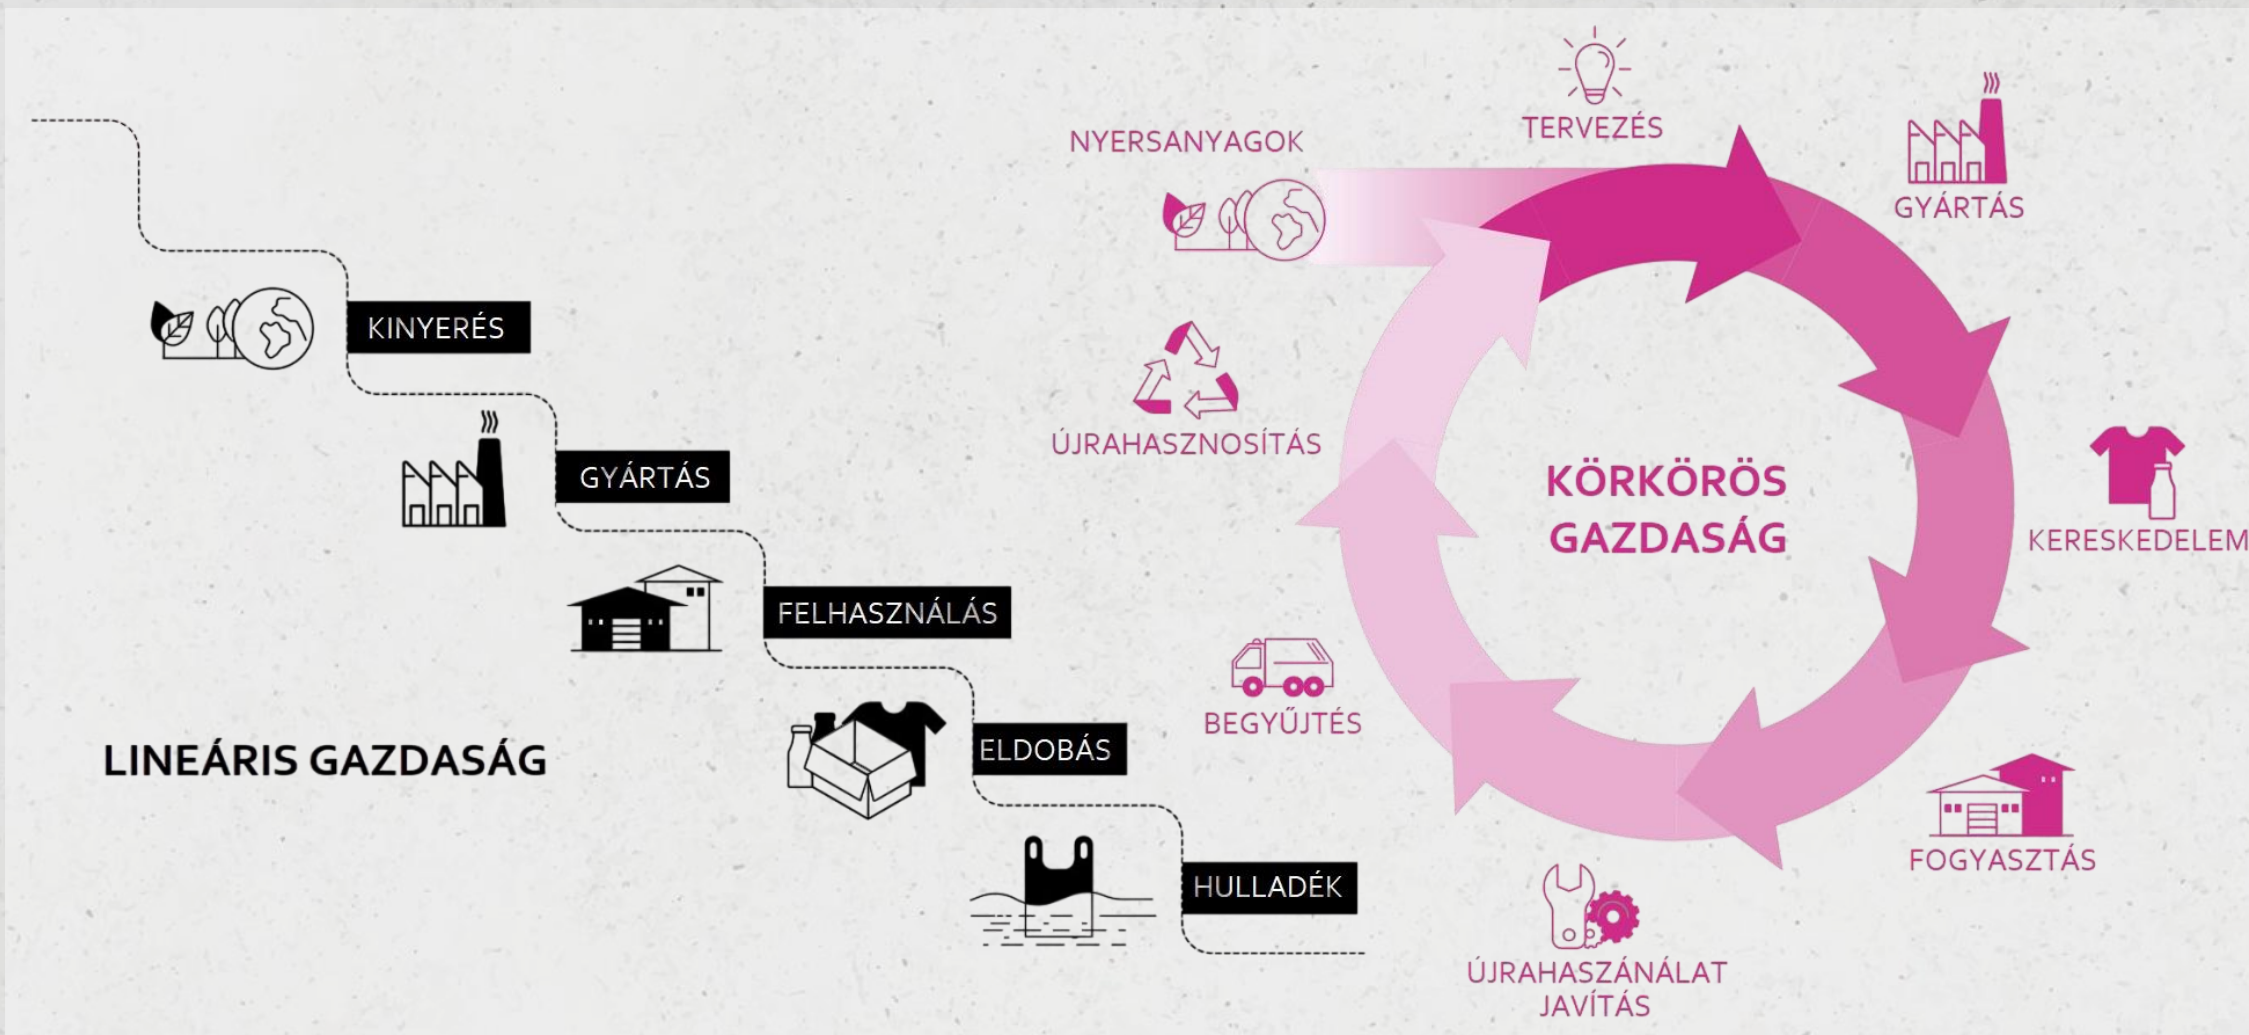 KINYERÉS
GYÁRTÁS
FELHASZNÁLÁS
ELDOBÁS
HULLADÉK
LINEÁRIS GAZDASÁG
NYERSANYAGOK
TERVEZÉS
GYÁRTÁS
KERESKEDELEM
FOGYASZTÁS
ÚJRAHASZÁNÁLAT
JAVÍTÁS
BEGYŰJTÉS
ÚJRAHASZNOSÍTÁS
KÖRKÖRÖS
GAZDASÁG